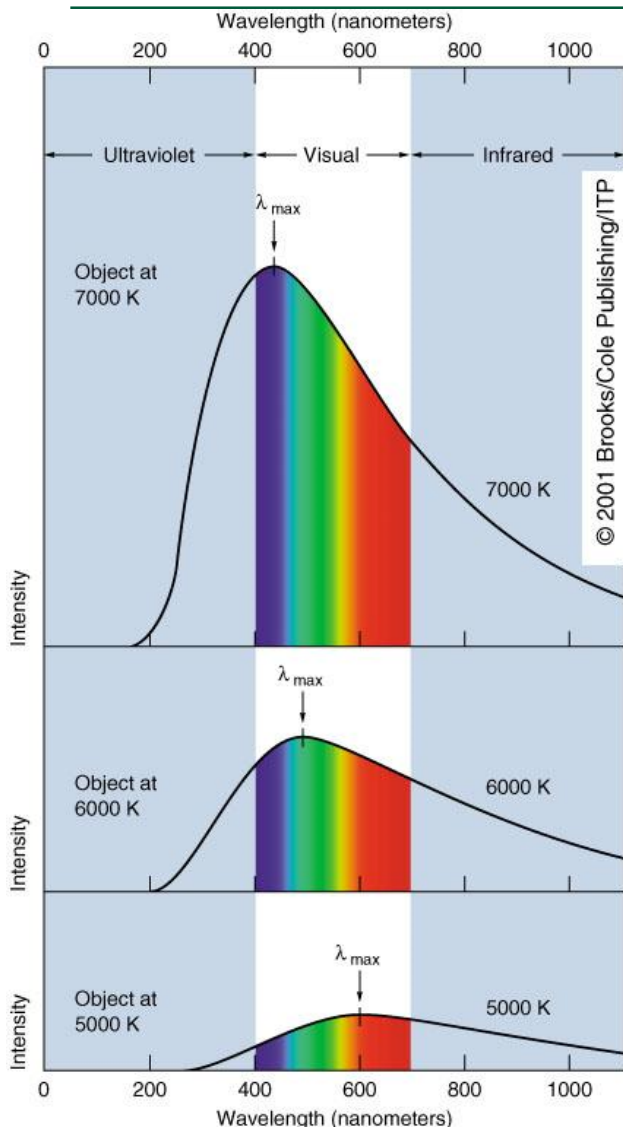 Wavelength (nanometers)
0 200 400 600 800 1000
Ultraviolet Visual Infrared
λ max
Object at
7000 K
7000 K
© 2001 Brooks/Cole Publishing/ITP
Intensity
λ max
Object at
6000 K
6000 K
Intensity
λ max
Object at
5000 K
5000 K
Intensity
0 200 400 600 800 1000
Wavelength (nanometers)